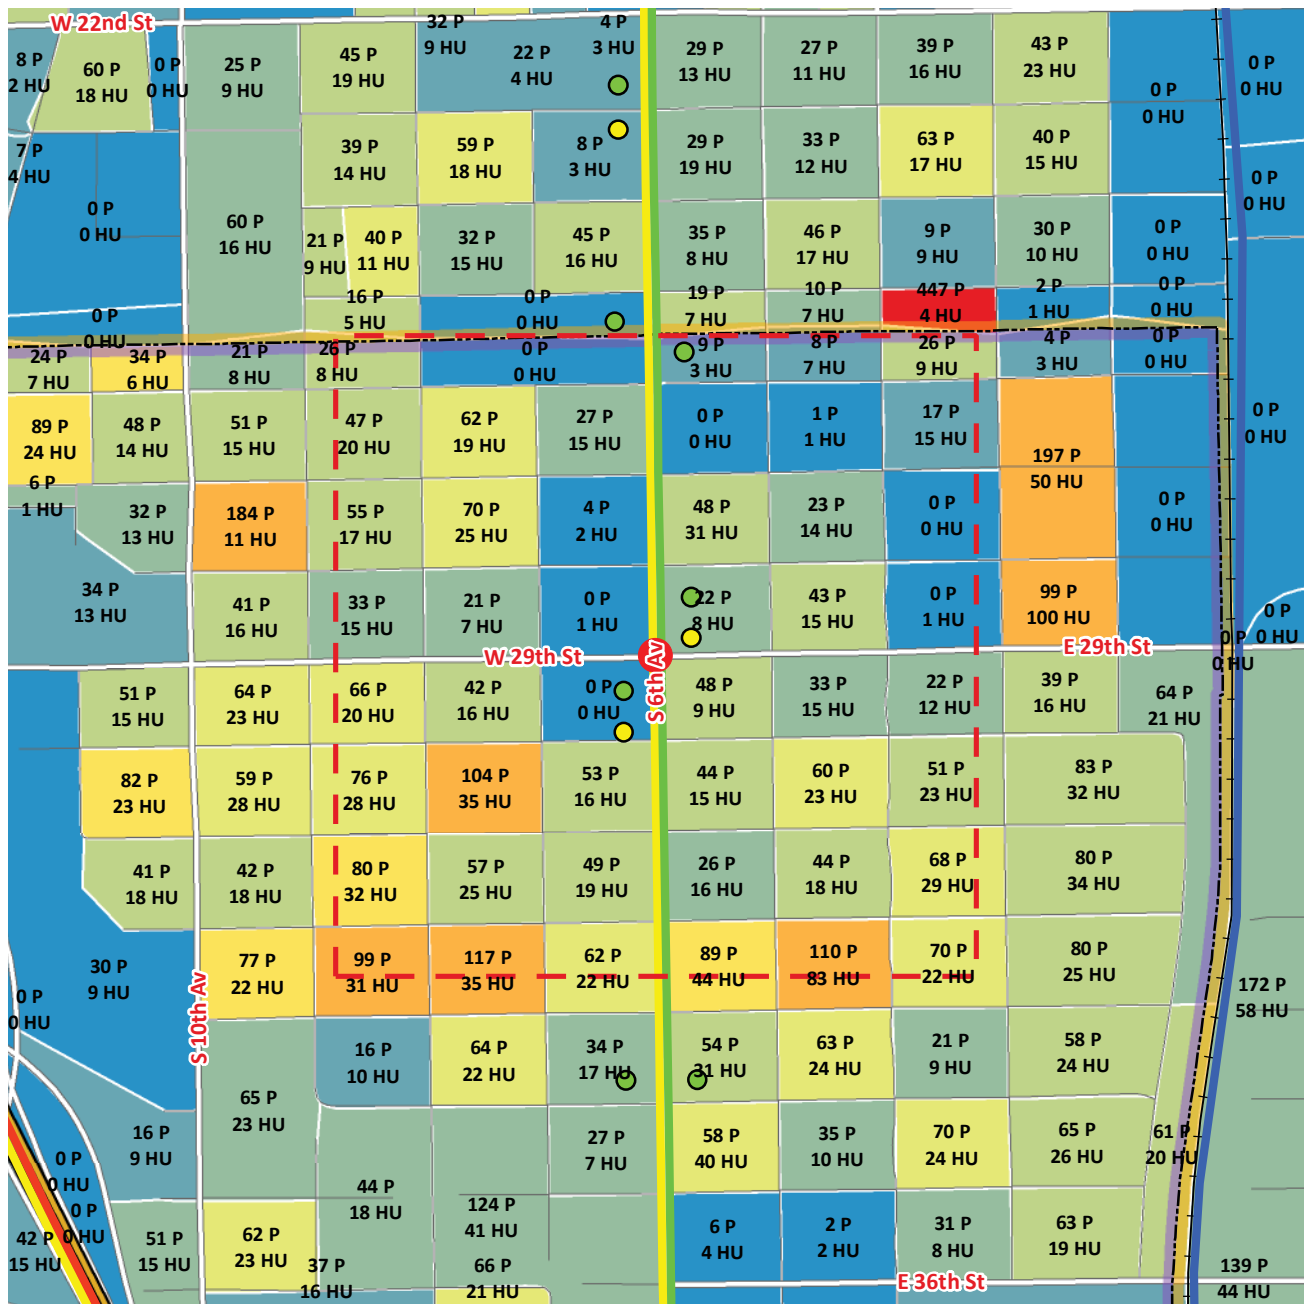 W 22nd St
32 P
9 HU
4 P
3 HU
8 P
2 HU
60 P
18 HU
0 P
0 HU
25 P
9 HU
45 P
19 HU
22 P
4 HU
29 P
13 HU
27 P
11 HU
39 P
16 HU
43 P
23 HU
0 P
0 HU
0 P
0 HU
7 P
4 HU
39 P
14 HU
59 P
18 HU
8 P
3 HU
29 P
19 HU
33 P
12 HU
63 P
17 HU
40 P
15 HU
0 P
0 HU
0 P
0 HU
60 P
16 HU
21 P
9 HU
40 P
11 HU
32 P
15 HU
45 P
16 HU
35 P
8 HU
46 P
17 HU
9 P
9 HU
30 P
10 HU
0 P
0 HU
0 P
0 HU
16 P
5 HU
0 P
0 HU
19 P
7 HU
10 P
7 HU
447 P
4 HU
2 P
1 HU
0 P
0 HU
24 P
7 HU
34 P
6 HU
21 P
8 HU
26 P
8 HU
0 P
0 HU
9 P
3 HU
8 P
7 HU
26 P
9 HU
4 P
3 HU
0 P
0 HU
89 P
24 HU
48 P
14 HU
51 P
15 HU
47 P
20 HU
62 P
19 HU
27 P
15 HU
0 P
0 HU
1 P
1 HU
17 P
15 HU
197 P
50 HU
0 P
0 HU
6 P
1 HU
32 P
13 HU
184 P
11 HU
55 P
17 HU
70 P
25 HU
4 P
2 HU
48 P
31 HU
23 P
14 HU
0 P
0 HU
0 P
0 HU
34 P
13 HU
41 P
16 HU
33 P
15 HU
21 P
7 HU
0 P
1 HU
22 P
8 HU
43 P
15 HU
0 P
1 HU
99 P
100 HU
0 P
0 HU
0 P
0 HU
W 29th St
S 6th Av
E 29th St
51 P
15 HU
64 P
23 HU
66 P
20 HU
42 P
16 HU
0 P
0 HU
48 P
9 HU
33 P
15 HU
22 P
12 HU
39 P
16 HU
64 P
21 HU
82 P
23 HU
59 P
28 HU
76 P
28 HU
104 P
35 HU
53 P
16 HU
44 P
15 HU
60 P
23 HU
51 P
23 HU
83 P
32 HU
41 P
18 HU
42 P
18 HU
80 P
32 HU
57 P
25 HU
49 P
19 HU
26 P
16 HU
44 P
18 HU
68 P
29 HU
80 P
34 HU
30 P
9 HU
77 P
22 HU
99 P
31 HU
117 P
35 HU
62 P
22 HU
89 P
44 HU
110 P
83 HU
70 P
22 HU
80 P
25 HU
172 P
58 HU
0 P
0 HU
S 10th Av
16 P
10 HU
64 P
22 HU
34 P
17 HU
54 P
31 HU
63 P
24 HU
21 P
9 HU
58 P
24 HU
65 P
23 HU
16 P
9 HU
27 P
7 HU
58 P
40 HU
35 P
10 HU
70 P
24 HU
65 P
26 HU
61 P
20 HU
0 P
0 HU
44 P
18 HU
0 P
0 HU
42 P
15 HU
51 P
15 HU
62 P
23 HU
124 P
41 HU
6 P
4 HU
2 P
2 HU
31 P
8 HU
63 P
19 HU
37 P
16 HU
66 P
21 HU
E 36th St
139 P
44 HU